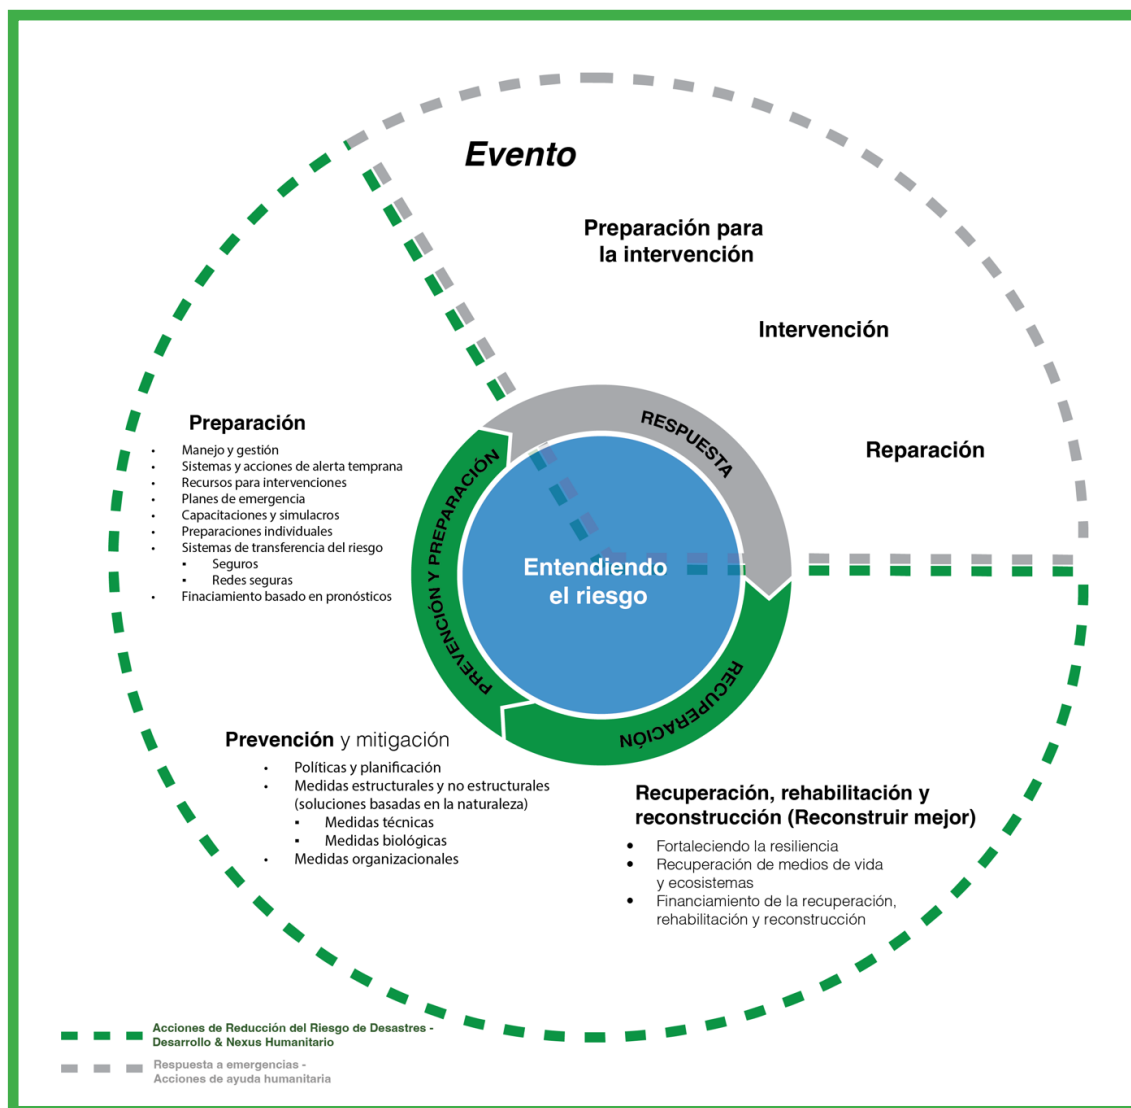 Evento
Preparación para
la intervención
Intervención
Reparación
RESPUESTA
PREVENCIÓN Y PREPARACIÓN
RECUPERACIÓN
Entendiendo
el riesgo
Preparación
• Manejo y gestión
• Sistemas y acciones de alerta temprana
• Recursos para intervenciones
• Planes de emergencia
• Capacitaciones y simulacros
• Preparaciones individuales
• Sistemas de transferencia del riesgo
▪ Seguros
▪ Redes seguras
• Finaciamiento basado en pronósticos
Prevención y mitigación
• Políticas y planificación
• Medidas estructurales y no estructurales
(soluciones basadas en la naturaleza)
▪ Medidas técnicas
▪ Medidas biológicas
• Medidas organizacionales
Recuperación, rehabilitación y
reconstrucción (Reconstruir mejor)
• Fortaleciendo la resiliencia
• Recuperación de medios de vida
y ecosistemas
• Financiamiento de la recuperación,
rehabilitación y reconstrucción
Acciones de Reducción del Riesgo de Desastres -
Desarrollo & Nexus Humanitario
Respuesta a emergencias -
Acciones de ayuda humanitaria